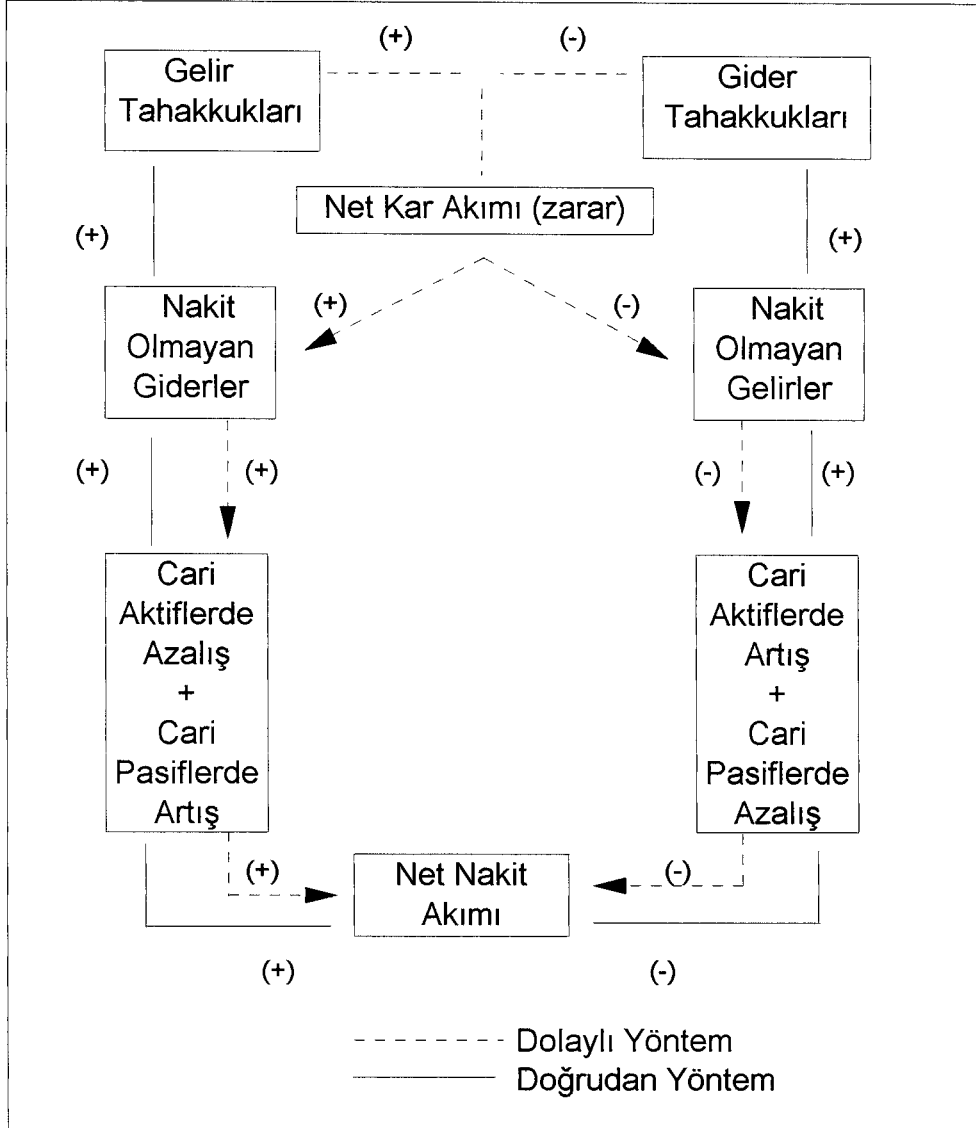 (+)
(-)
Gelir
Tahakkukları
Gider
Tahakkukları
Net Kar Akımı (zarar)
(+)
(+)
(+)
(-)
Nakit
Olmayan
Giderler
Nakit
Olmayan
Gelirler
(+)
(+)
(-)
(+)
Cari
Aktiflerde
Azalış
+
Cari
Pasiflerde
Artış
Cari
Aktiflerde
Artış
+
Cari
Pasiflerde
Azalış
(+)
Net Nakit
Akımı
(-)
(+)
(-)
Dolaylı Yöntem
Doğrudan Yöntem